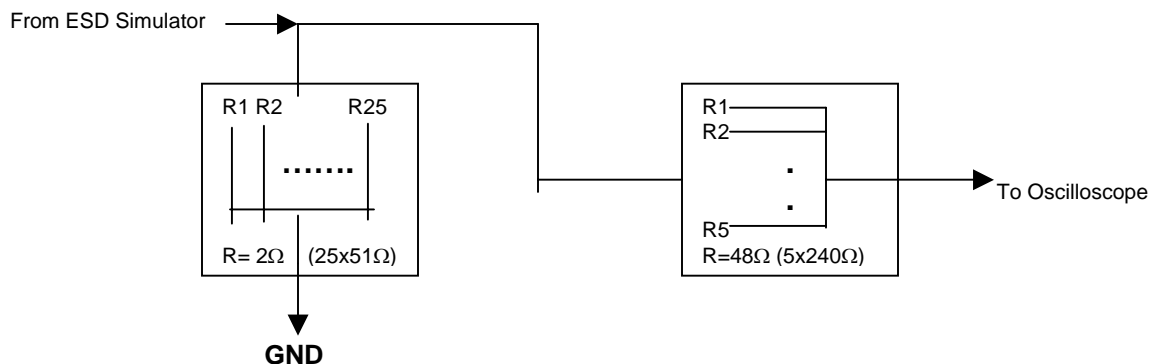 From ESD Simulator
R1 R2 R25
.......
R= 2Ω (25x51Ω)
GND
R1
R2
.
.
R5
R=48Ω (5x240Ω)
To Oscilloscope